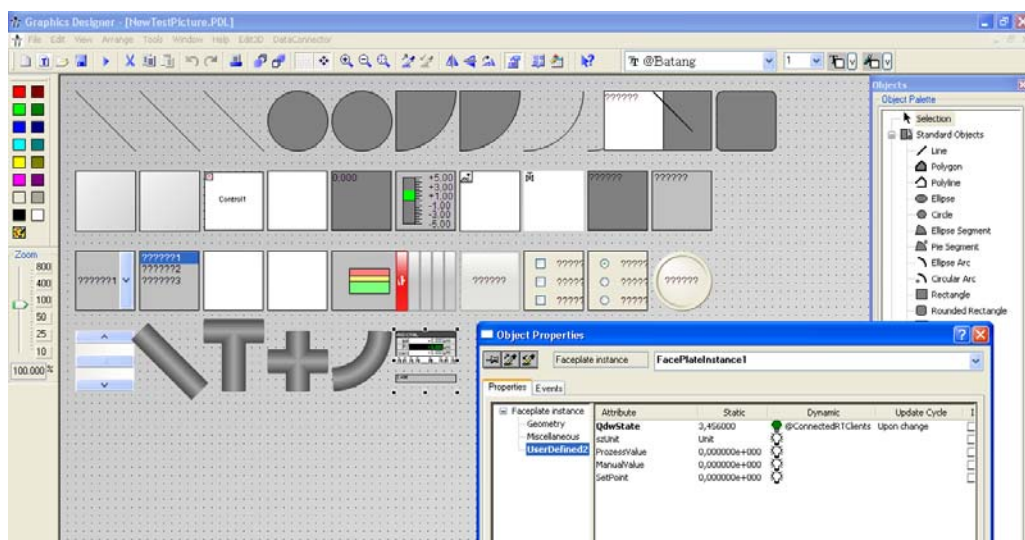 Graphics Designer - [NewTestPicture.PDL]
File Edit View Arrange Tools Window Help Edit3D DataConnector
@Batang 1
Objects
Object Palette
Selection
Standard Objects
Line
Polygon
Polyline
Ellipse
Circle
Ellipse Segment
Pie Segment
Ellipse Arc
Circular Arc
Rectangle
Rounded Rectangle
??????
Control1
0.000
+5.00
+3.00
+1.00
-1.00
-3.00
-5.00
?????? ??????
Zoom
800
400
100
50
25
10
100.000 %
??????1
??????1
??????2
??????3
??????
?????
?????
?????
?????
?????
?????
??????
Object Properties
Faceplate instance FacePlateInstance1
Properties Events
Faceplate instance
Geometry
Miscellaneous
UserDefined2
Attribute Static Dynamic Update Cycle I
QdwState 3,456000 @ConnectedRTClients Upon change
szUnit Unit
ProzessValue 0,000000e+000
ManualValue 0,000000e+000
SetPoint 0,000000e+000